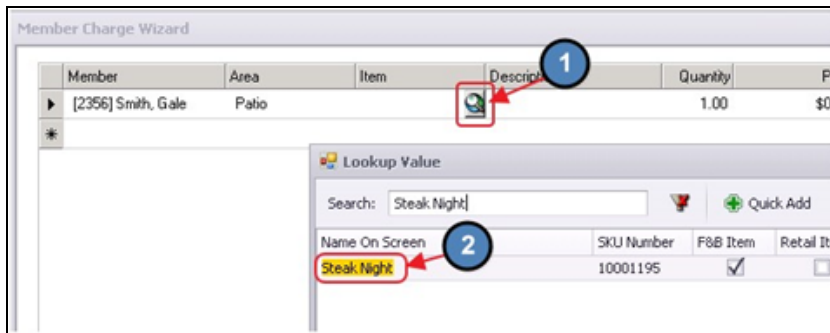 Member Charge Wizard
Member Area Item Descripti Quantity P
1
[2356] Smith, Gale Patio 1.00 $0
Lookup Value
Search: Steak Night Quick Add
Name On Screen SKU Number F&B Item Retail It
2
Steak Night 10001195